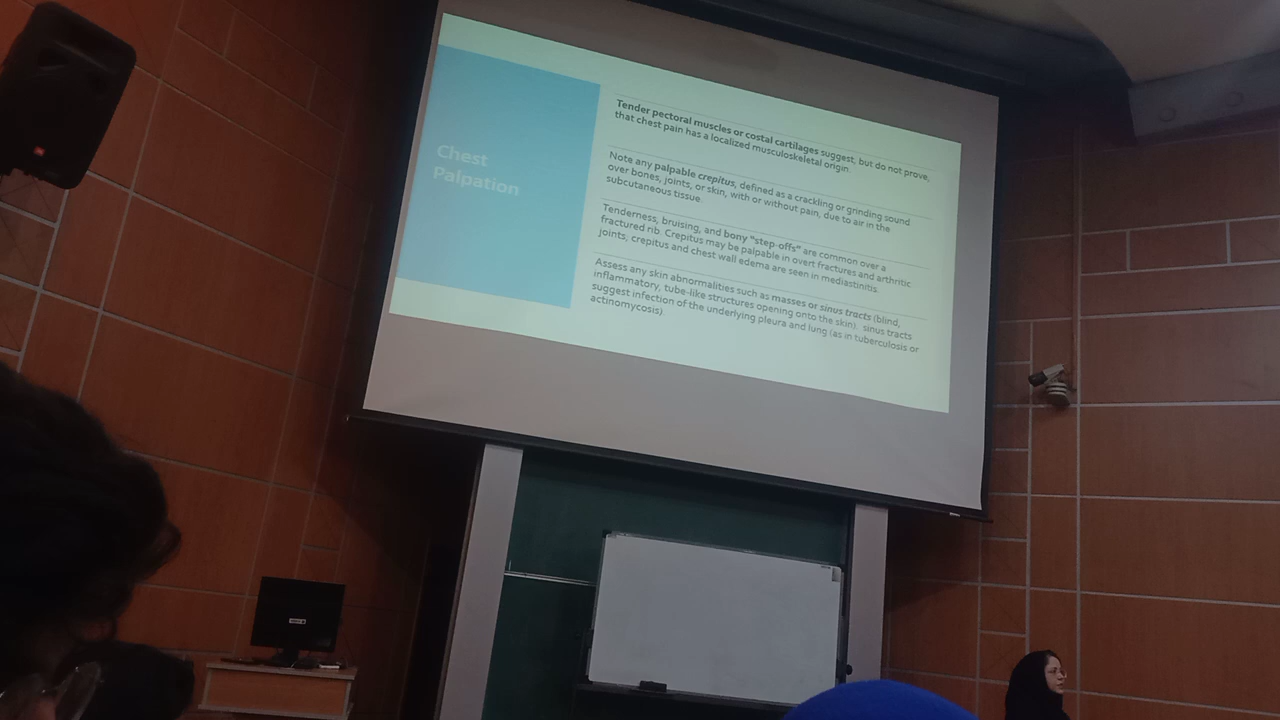 Chest
Palpation
Tender pectoral muscles or costal cartilages suggest, but do not prove,
that chest pain has a localized musculoskeletal origin.
Note any palpable crepitus, defined as a crackling or grinding sound
over bones, joints, or skin, with or without pain, due to air in the
subcutaneous tissue.
Tenderness, bruising, and bony "step-offs" are common over a
fractured rib. Crepitus may be palpable in overt fractures and arthritic
joints; crepitus and chest wall edema are seen in mediastinitis.
Assess any skin abnormalities such as masses or sinus tracts (blind,
inflammatory, tube-like structures opening onto the skin). sinus tracts
suggest infection of the underlying pleura and lung (as in tuberculosis or
actinomycosis).